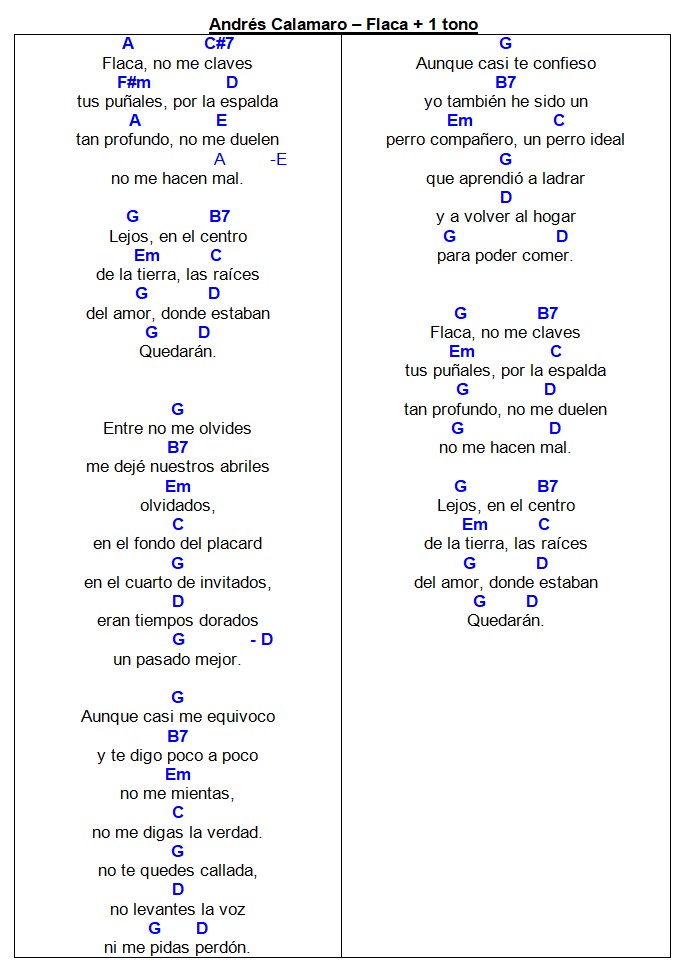 Andrés Calamaro – Flaca + 1 tono
A C#7
Flaca, no me claves
F#m D
tus puñales, por la espalda
A E
tan profundo, no me duelen
A -E
no me hacen mal.
G B7
Lejos, en el centro
Em C
de la tierra, las raíces
G D
del amor, donde estaban
G D
Quedarán.
G
Entre no me olvides
B7
me dejé nuestros abriles
Em
olvidados,
C
en el fondo del placard
G
en el cuarto de invitados,
D
eran tiempos dorados
G - D
un pasado mejor.
G
Aunque casi me equivoco
B7
y te digo poco a poco
Em
no me mientas,
C
no me digas la verdad.
G
no te quedes callada,
D
no levantes la voz
G D
ni me pidas perdón.
G
Aunque casi te confieso
B7
yo también he sido un
Em C
perro compañero, un perro ideal
G
que aprendió a ladrar
D
y a volver al hogar
G D
para poder comer.
G B7
Flaca, no me claves
Em C
tus puñales, por la espalda
G D
tan profundo, no me duelen
G D
no me hacen mal.
G B7
Lejos, en el centro
Em C
de la tierra, las raíces
G D
del amor, donde estaban
G D
Quedarán.